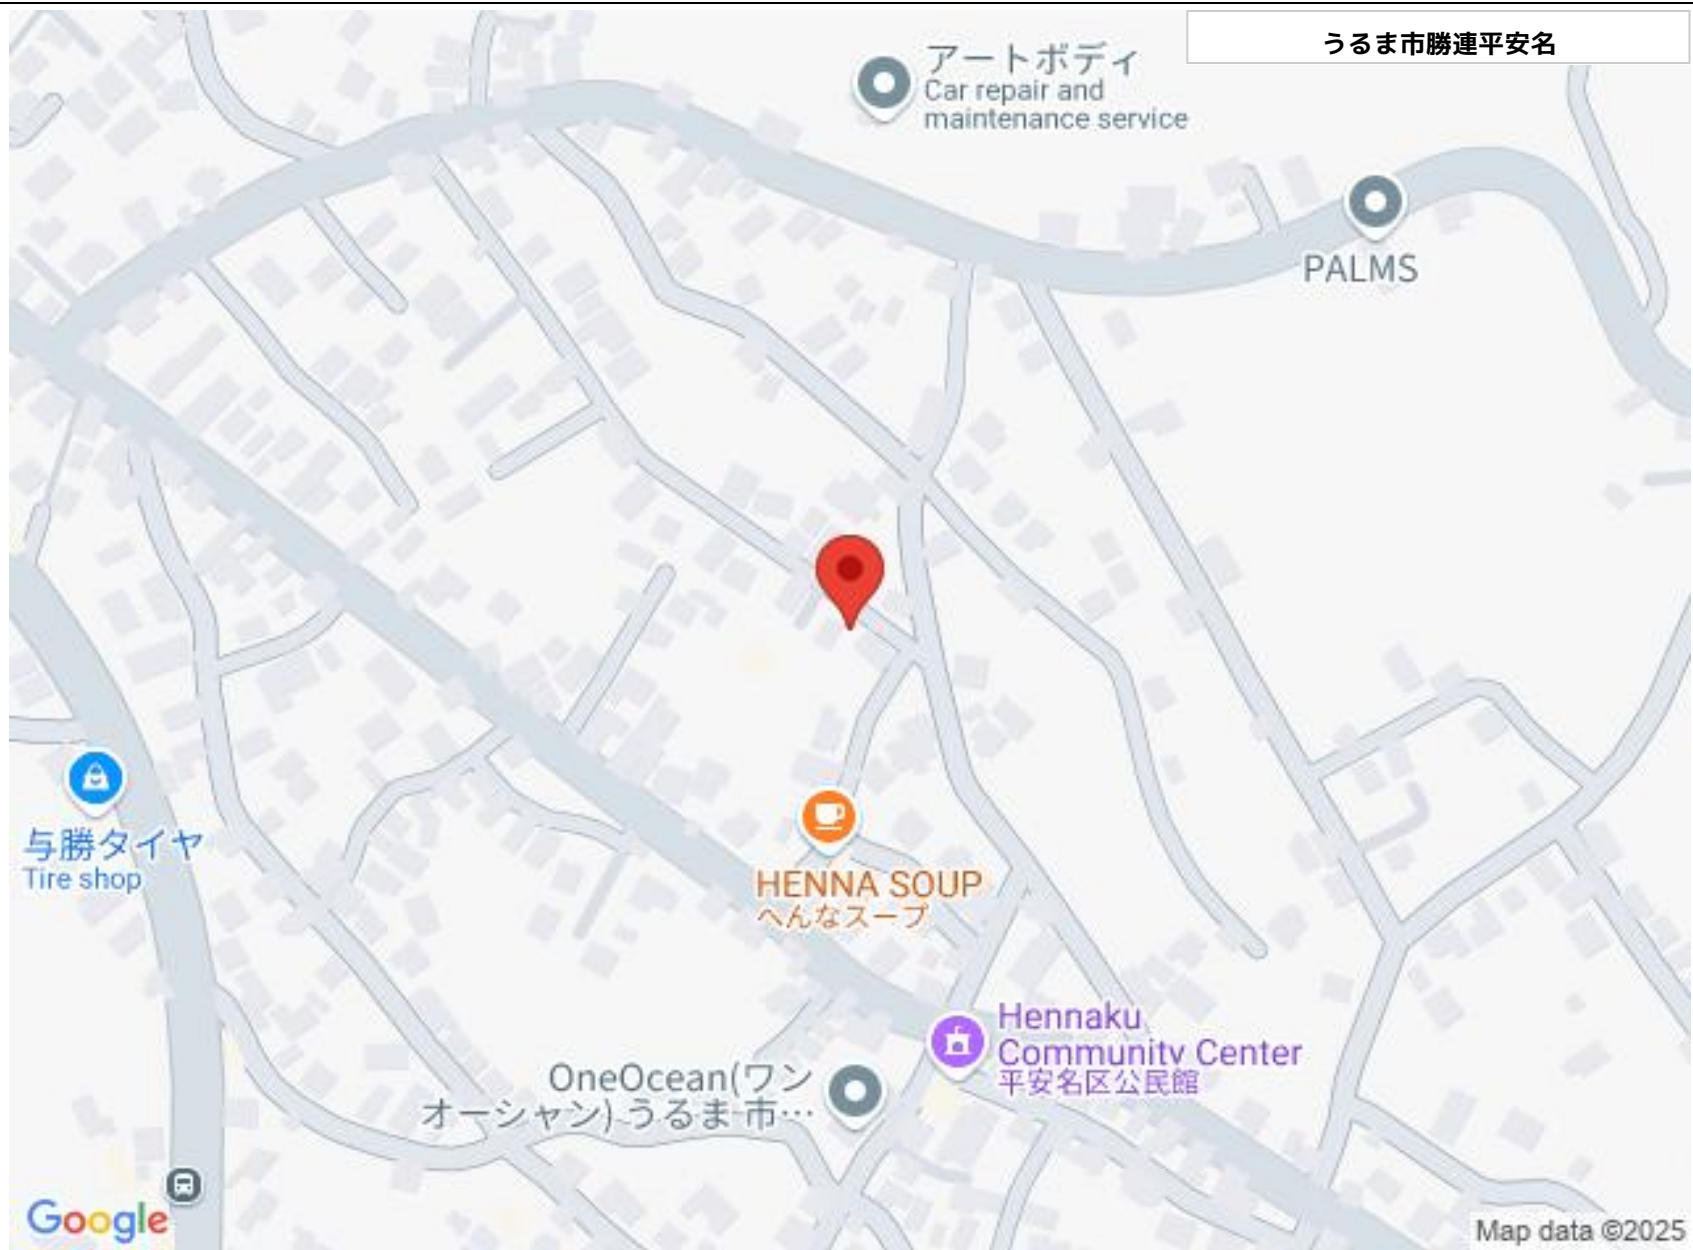 うるま市勝連平安名
アートボディ
Car repair and
maintenance service
PALMS
与勝タイヤ
Tire shop
HENNA SOUP
へんなスープ
Hennaku
Community Center
平安名区公民館
OneOcean(ワン
オーシャン) うるま市…
Google
Map data ©2025